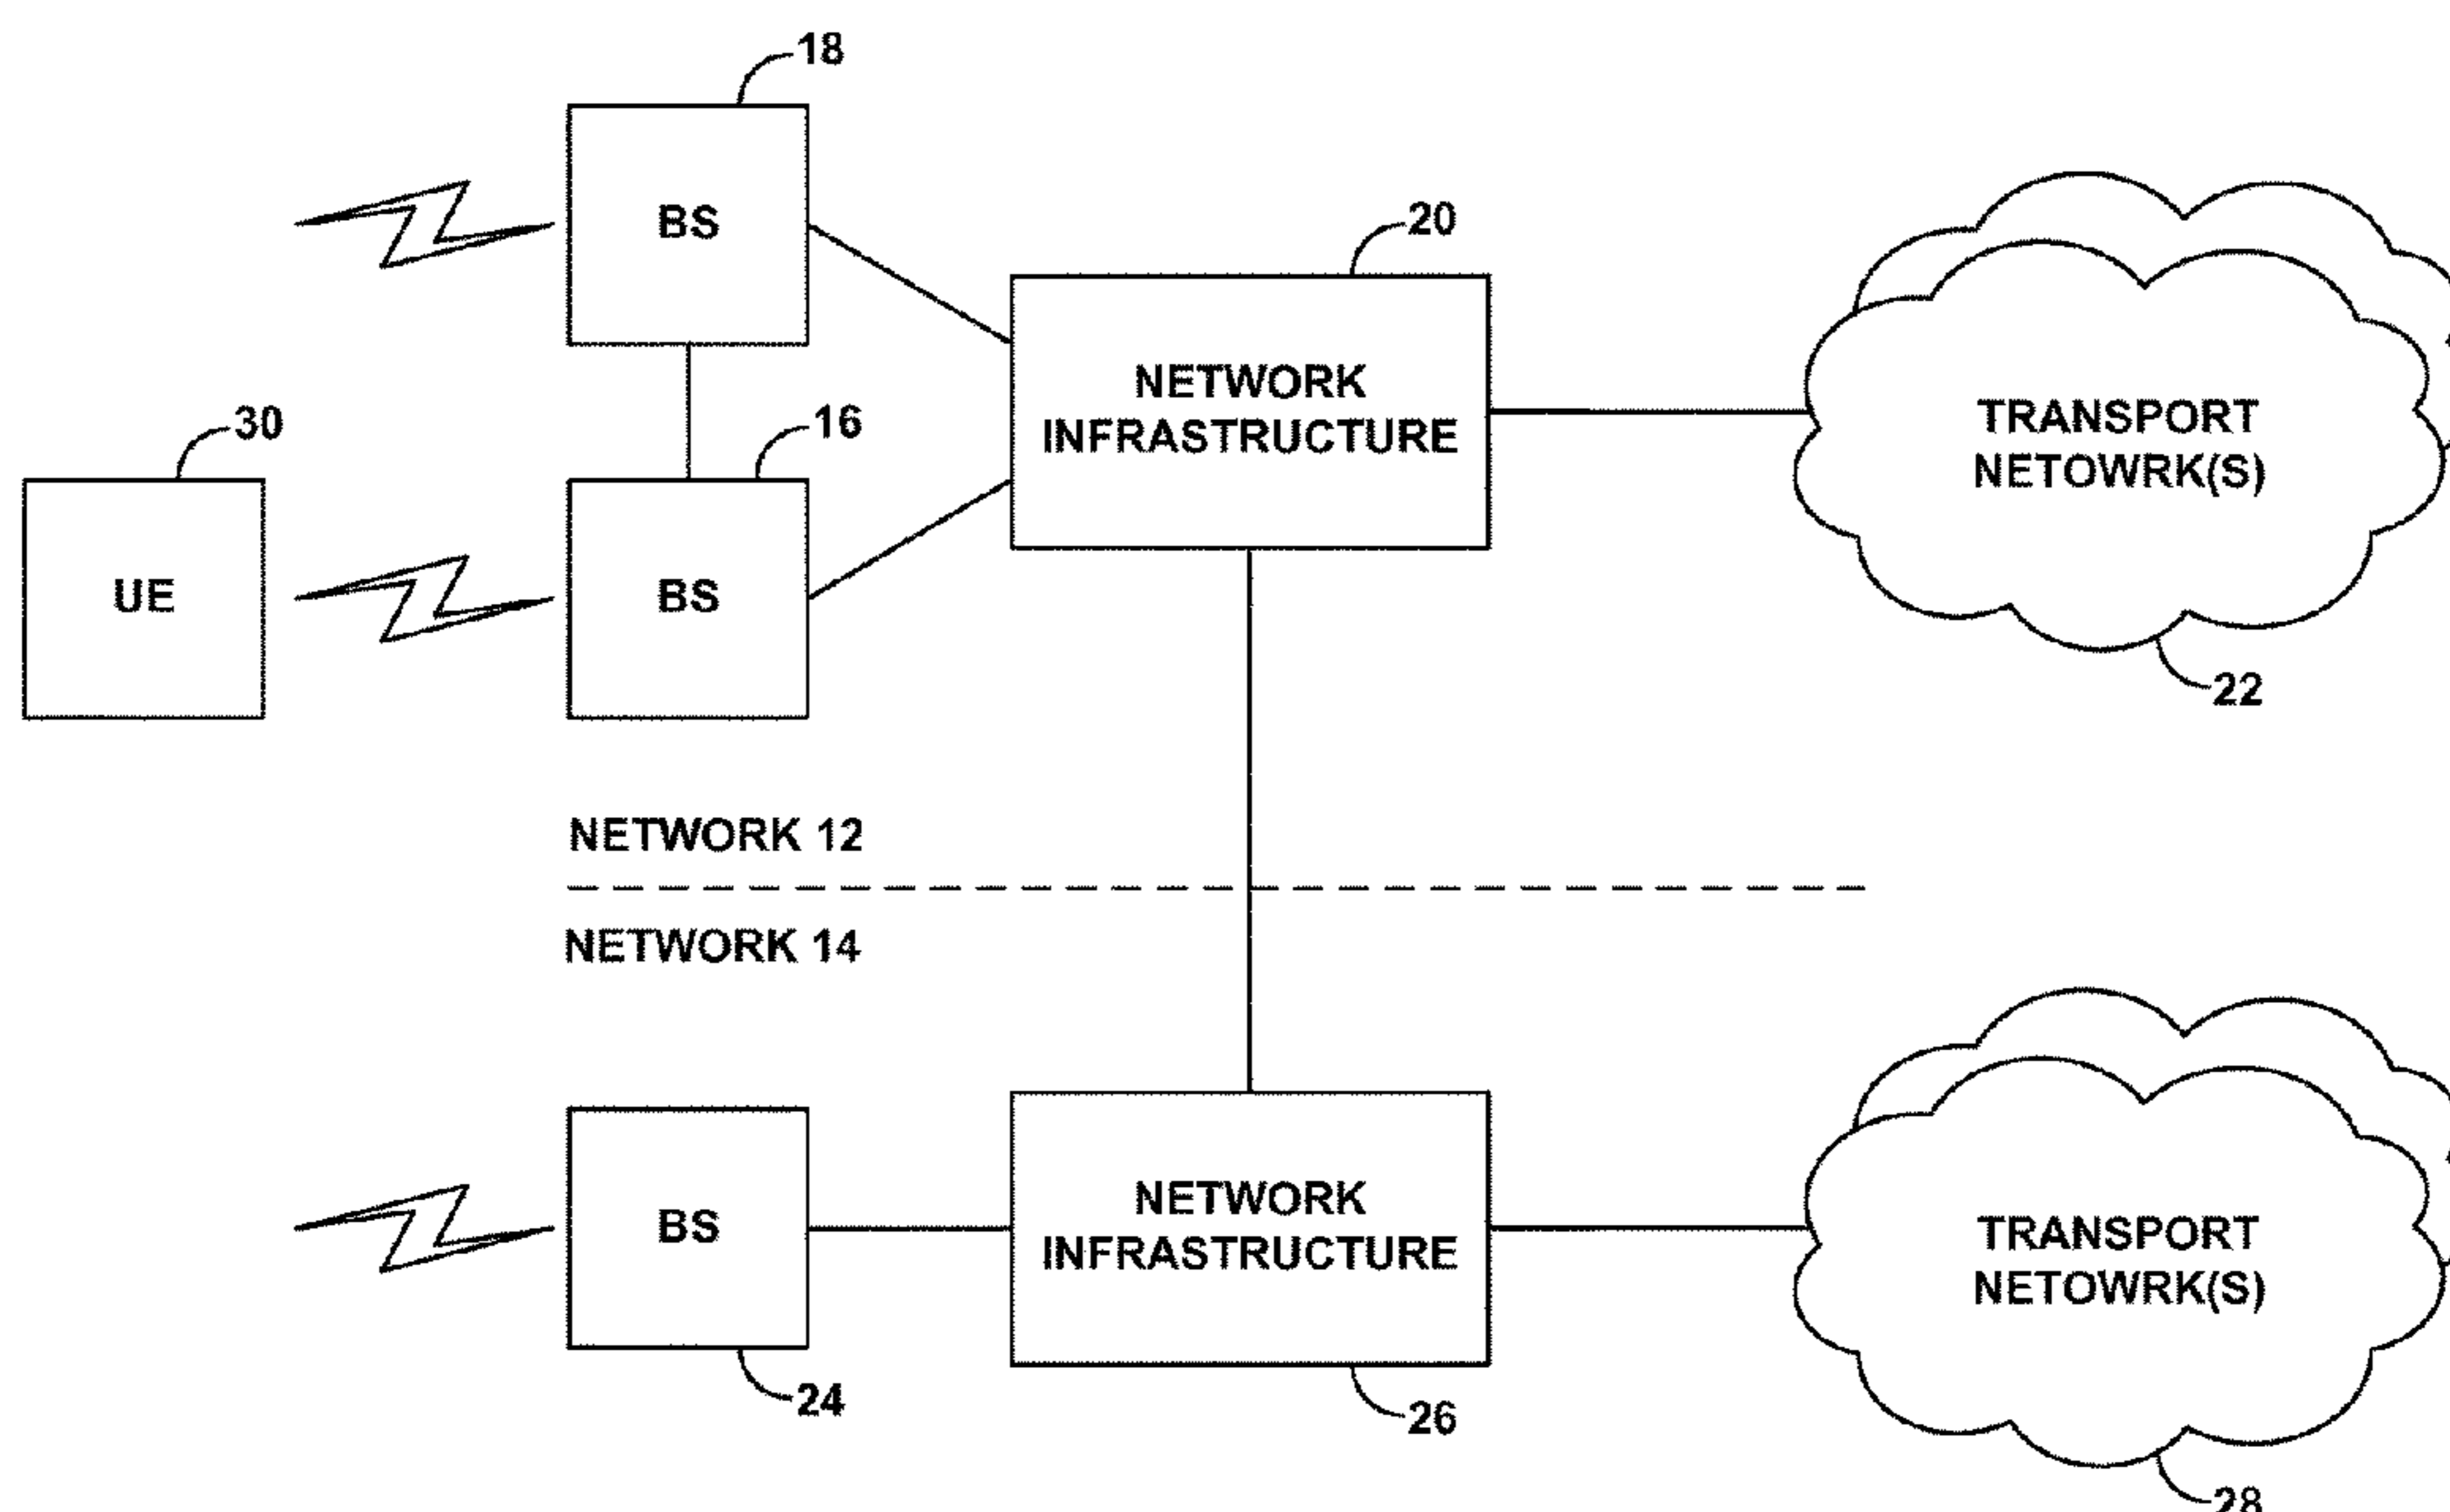 18
BS
20
NETWORK
INFRASTRUCTURE
TRANSPORT
NETOWRK(S)
22
30
UE
16
BS
NETWORK 12
NETWORK 14
BS
24
NETWORK
INFRASTRUCTURE
26
TRANSPORT
NETOWRK(S)
28